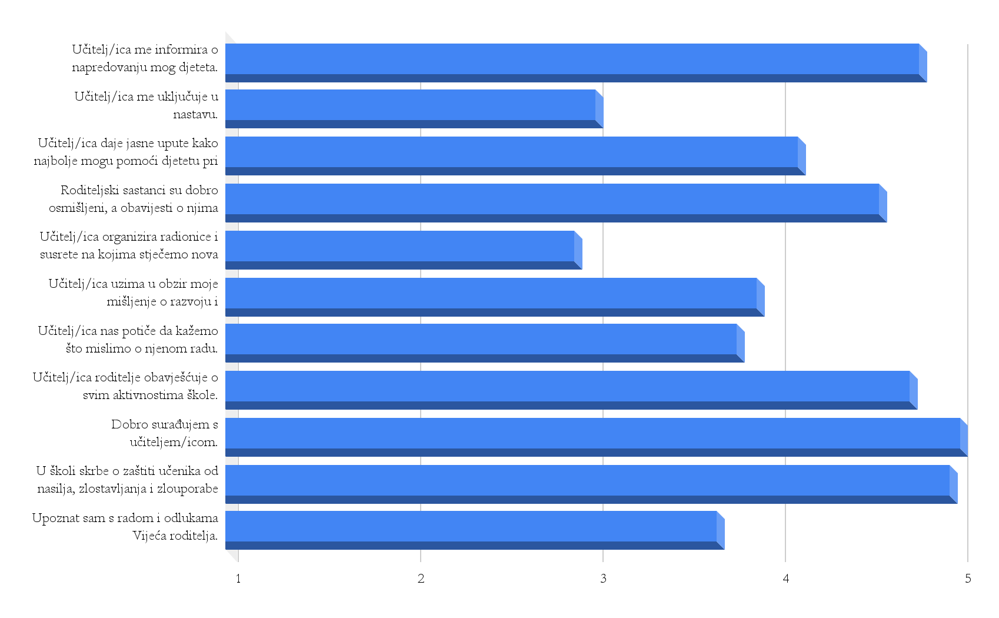 Učitelj/ica me informira o
napredovanju mog djeteta.
Učitelj/ica me uključuje u
nastavu.
Učitelj/ica daje jasne upute kako
najbolje mogu pomoći djetetu pri
Roditeljski sastanci su dobro
osmišljeni, a obavijesti o njima
Učitelj/ica organizira radionice i
susrete na kojima stječemo nova
Učitelj/ica uzima u obzir moje
mišljenje o razvoju i
Učitelj/ica nas potiče da kažemo
što mislimo o njenom radu.
Učitelj/ica roditelje obavješćuje o
svim aktivnostima škole.
Dobro surađujem s
učiteljem/icom.
U školi skrbe o zaštiti učenika od
nasilja, zlostavljanja i zlouporabe
Upoznat sam s radom i odlukama
Vijeća roditelja.
1 2 3 4 5